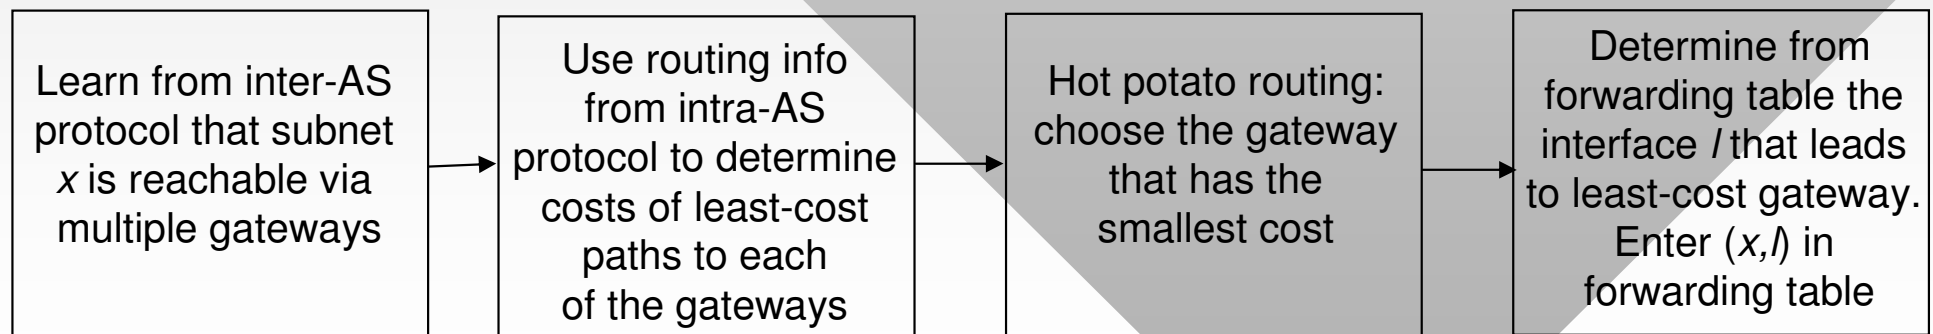 Learn from inter-AS
protocol that subnet
x is reachable via
multiple gateways
Use routing info
from intra-AS
protocol to determine
costs of least-cost
paths to each
of the gateways
Hot potato routing:
choose the gateway
that has the
smallest cost
Determine from
forwarding table the
interface I that leads
to least-cost gateway.
Enter (x,I) in
forwarding table